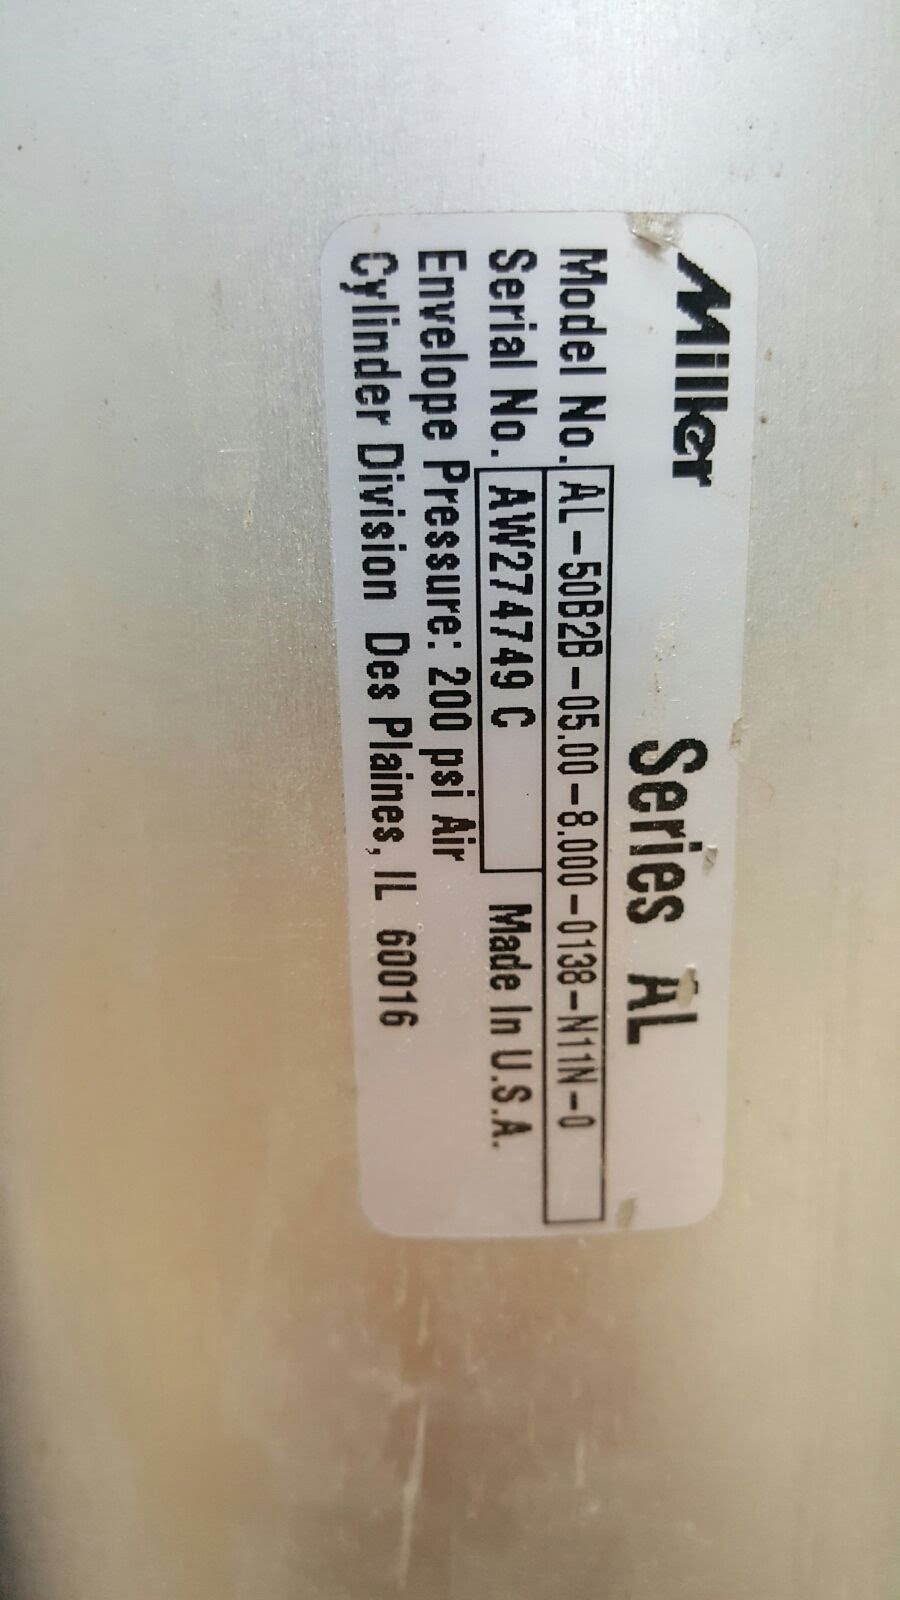 Miller
Series AL
Model No. AL-50B2B-05.00-8.000-0138-N11N-0
Serial No. AW274749 C Made In U.S.A.
Envelope Pressure: 200 psi Air
Cylinder Division Des Plaines, IL 60016